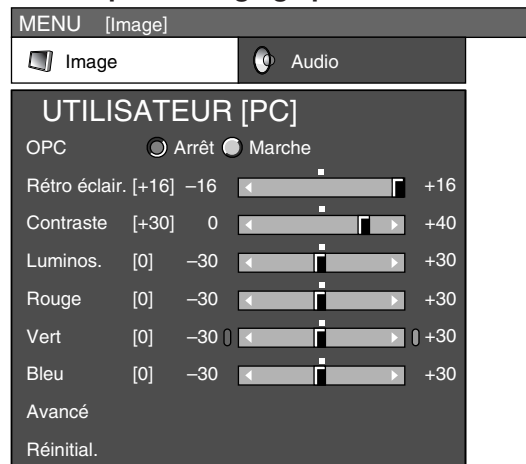 MENU [Image]
Image Audio
UTILISATEUR [PC]
OPC Arrêt Marche
Rétro éclair. [+16] –16 +16
Contraste [+30] 0 +40
Luminos. [0] –30 +30
Rouge [0] –30 +30
Vert [0] –30 +30
Bleu [0] –30 +30
Avancé
Réinitial.